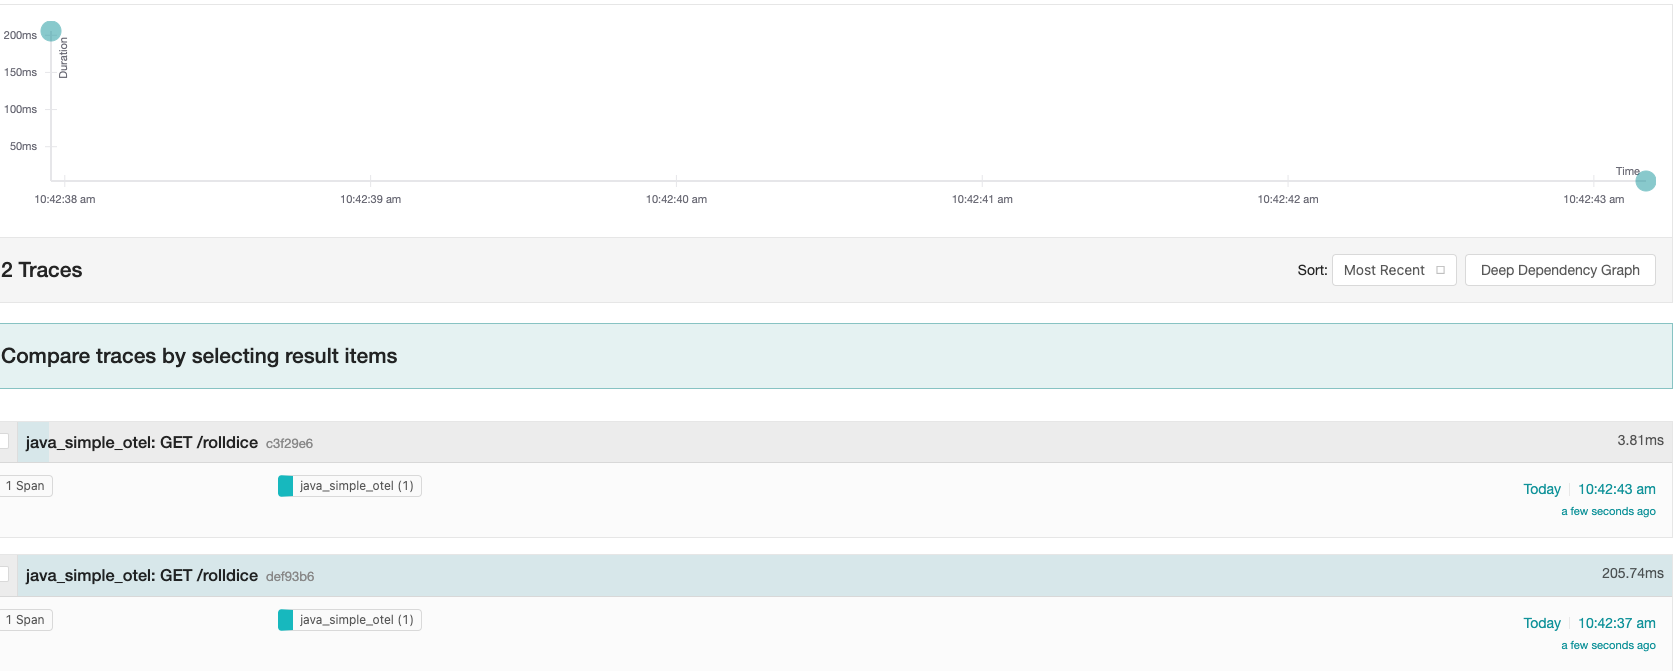 200ms
Duration
150ms
100ms
50ms
Time
10:42:38 am 10:42:39 am 10:42:40 am 10:42:41 am 10:42:42 am 10:42:43 am
2 Traces Sort: Most Recent Deep Dependency Graph
Compare traces by selecting result items
java_simple_otel: GET /rolldice c3f29e6 3.81ms
1 Span java_simple_otel (1) Today 10:42:43 am
a few seconds ago
java_simple_otel: GET /rolldice def93b6 205.74ms
1 Span java_simple_otel (1) Today 10:42:37 am
a few seconds ago